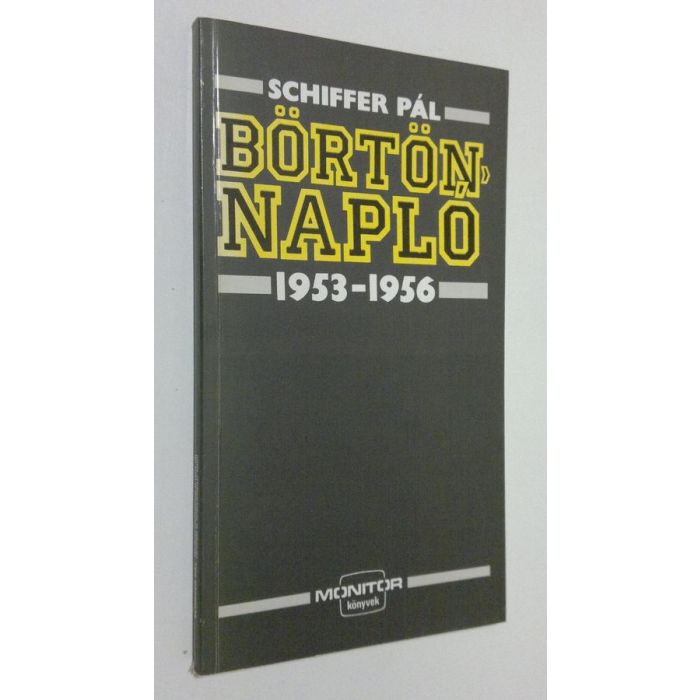 SCHIFFER PÁL
BÖRTÖN-
NAPLÓ
1953-1956
MONITOR
könyvek